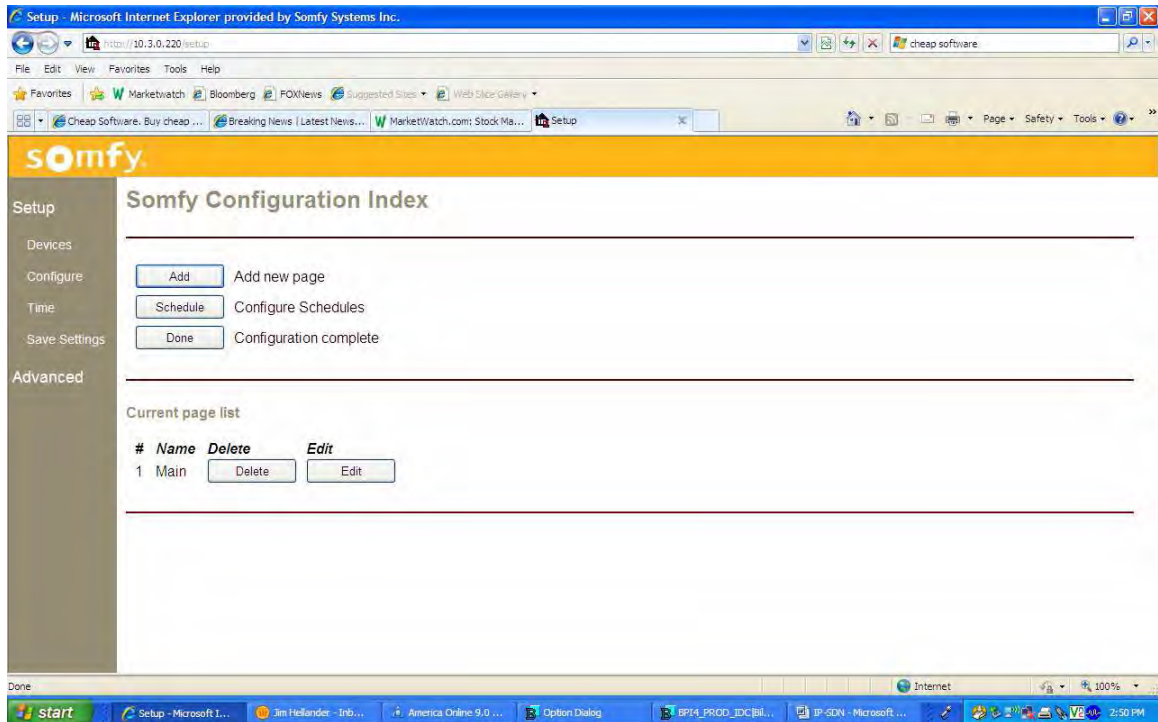 Setup - Microsoft Internet Explorer provided by Somfy Systems Inc.
http://10.3.0.220/setup
cheap software
File Edit View Favorites Tools Help
Favorites Marketwatch Bloomberg FOXNews Suggested Sites Web Slice Gallery
Cheap Software. Buy cheap ... Breaking News | Latest News... MarketWatch.com: Stock Ma... Setup Page Safety Tools »
somfy.
Setup
Devices
Configure
Time
Save Settings
Advanced
Somfy Configuration Index
Add Add new page
Schedule Configure Schedules
Done Configuration complete
Current page list
# Name Delete Edit
1 Main Delete Edit
Done Internet 100%
start Setup - Microsoft I... Jim Hellander - Inb... America Online 9.0 ... Option Dialog BPI4_PROD_IDC|Bil... IP-SDN - Microsoft ... 2:50 PM